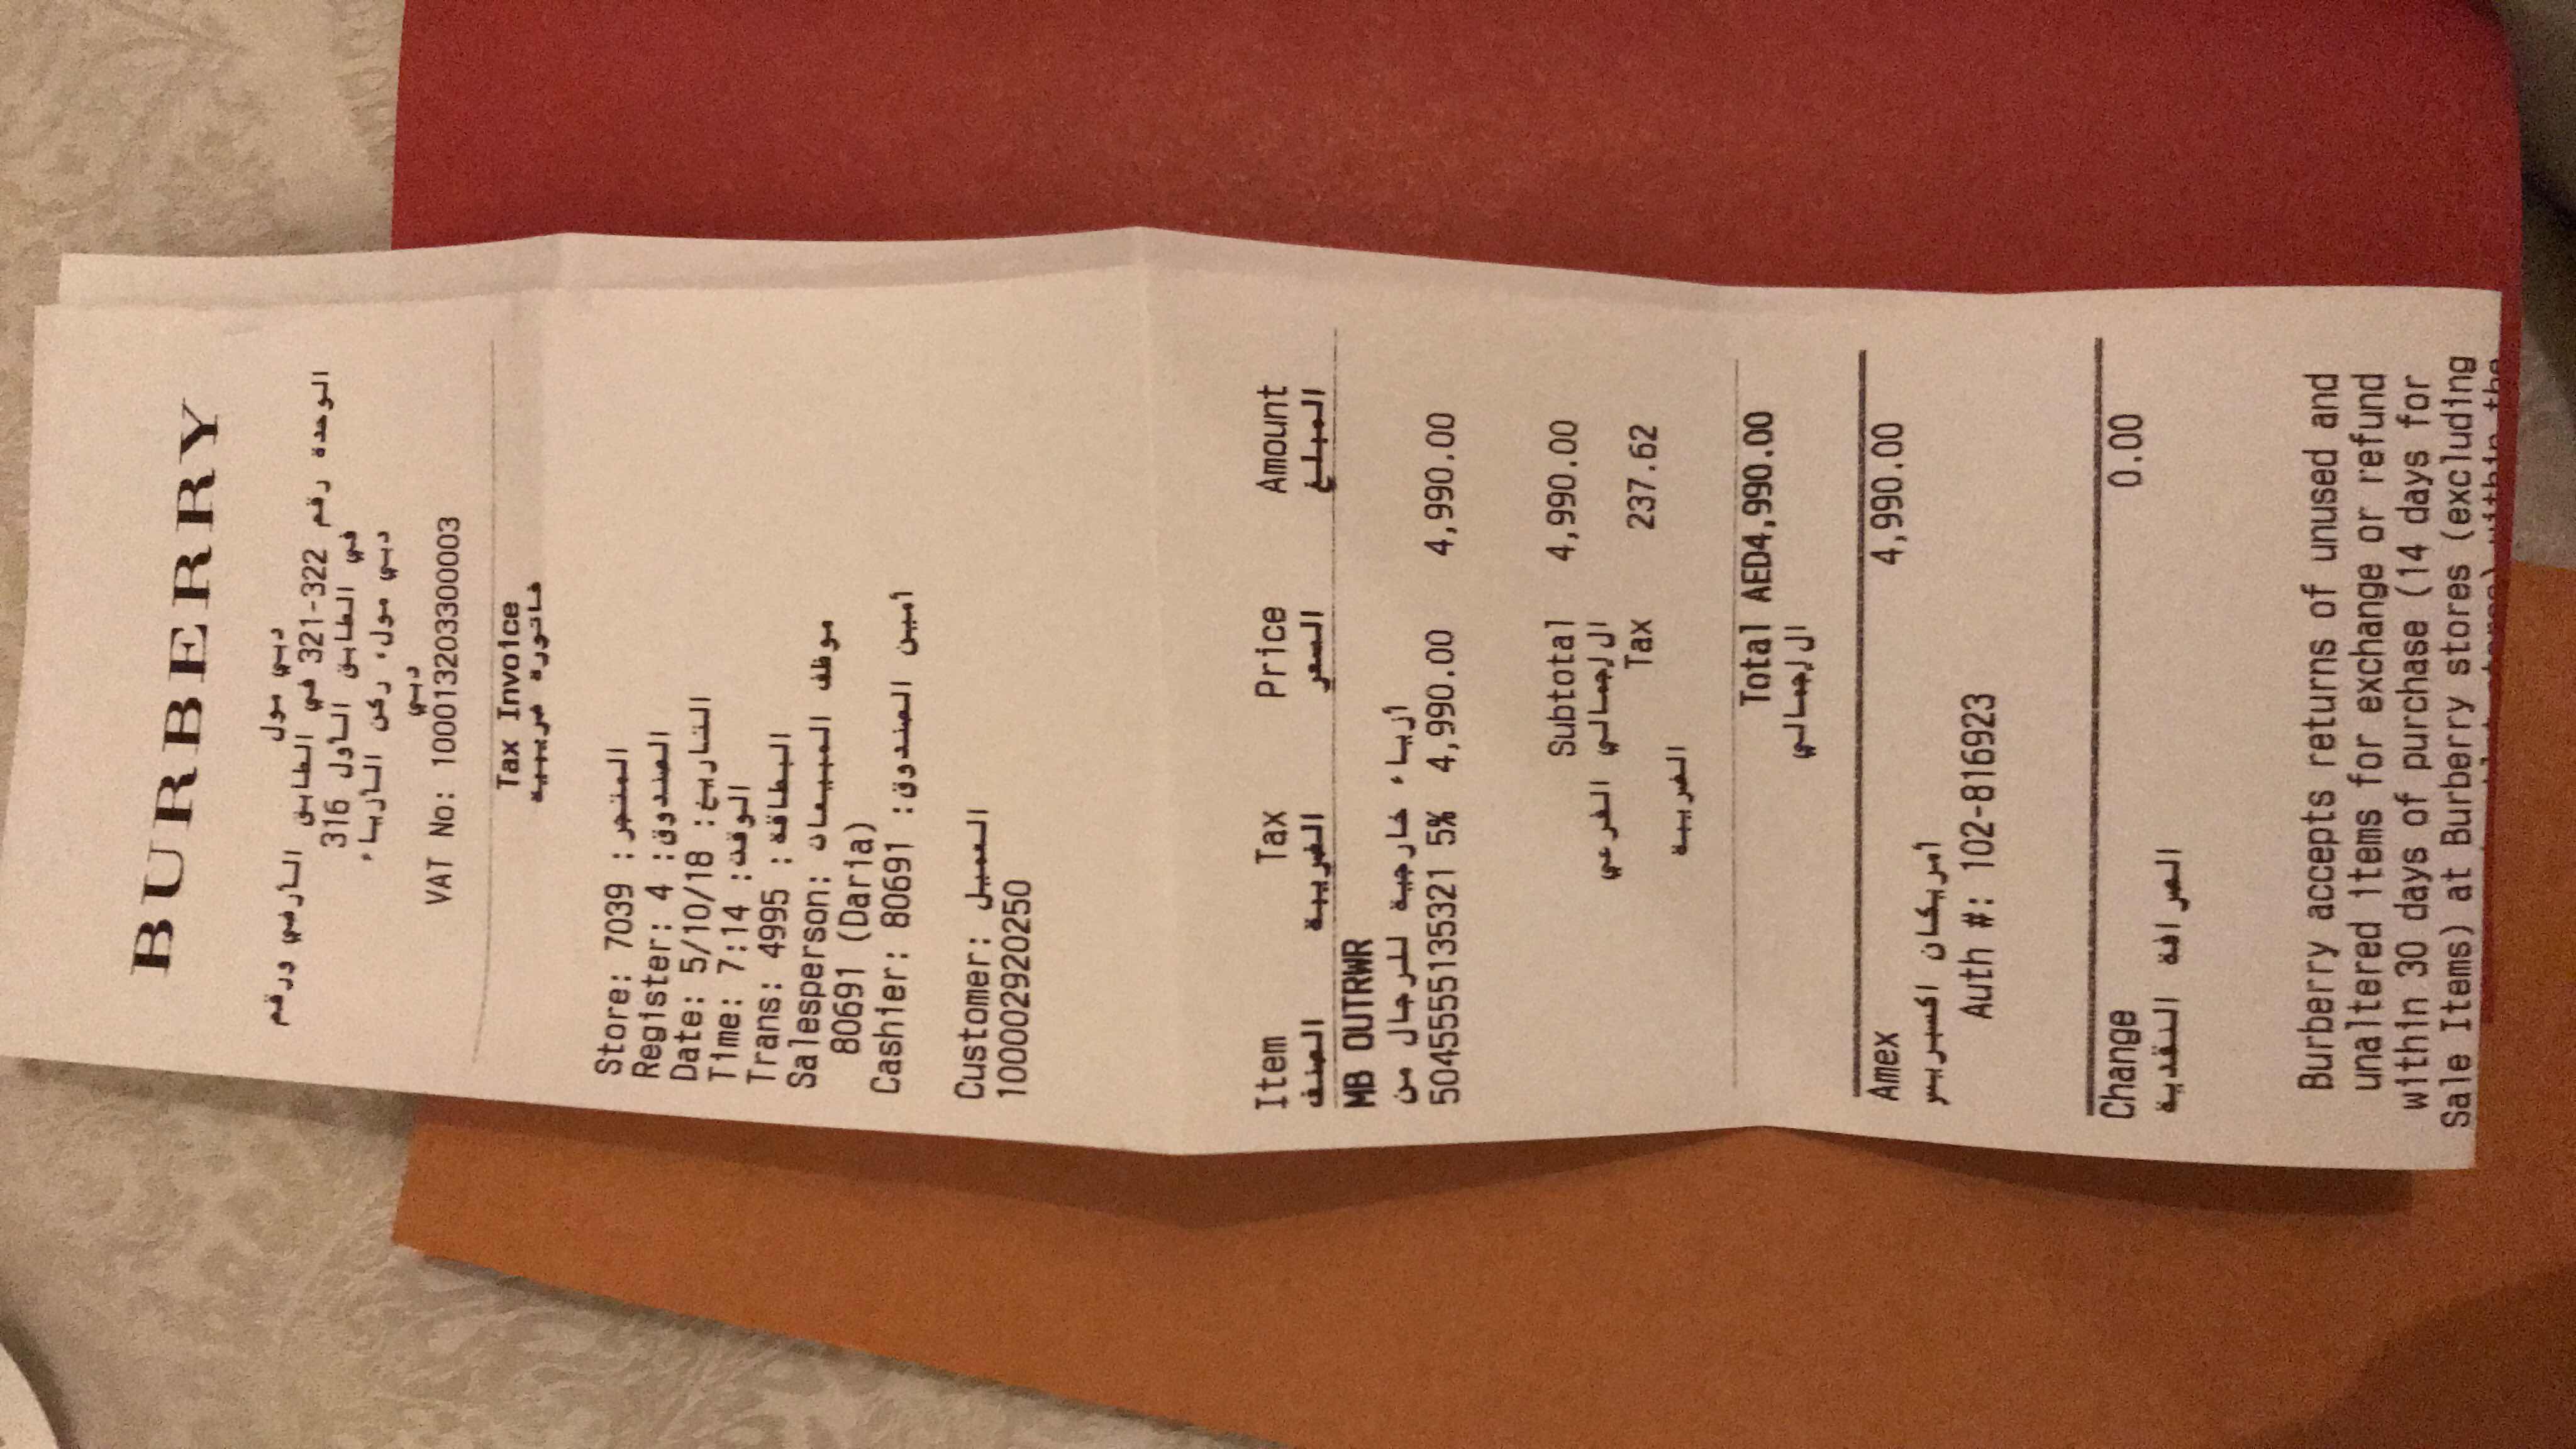 BURBERRY
دبي مول
الوحدة رقم 322-321 في الطابق الأرضي ورقم
في الطابق الأول 316
دبي مول، ركن الأزياء
دبي
VAT No: 100013203300003
Tax Invoice
فاتورة ضريبية
Store: 7039 :المتجر
Register: 4 :الصندوق
Date: 5/10/18 :التاريخ
Time: 7:14 :الوقت
Trans: 4995 :البطاقة
Salesperson: موظف المبيعات
80691 (Daria)
Cashier: 80691 :أمين الصندوق
Customer: العميل
100002920250
Item Tax Price Amount
الصنف الضريبة السعر المبلغ
MB OUTRWR
أزياء خارجية للرجال من
5045555135321 5% 4,990.00 4,990.00
Subtotal 4,990.00
الإجمالي الفرعي
Tax 237.62
الضريبة
Total AED4,990.00
الإجمالي
Amex 4,990.00
أمريكان اكسبريس
Auth #: 102-816923
Change 0.00
الصرافة النقدية
Burberry accepts returns of unused and
unaltered items for exchange or refund
within 30 days of purchase (14 days for
Sale Items) at Burberry stores (excluding
stores) within the